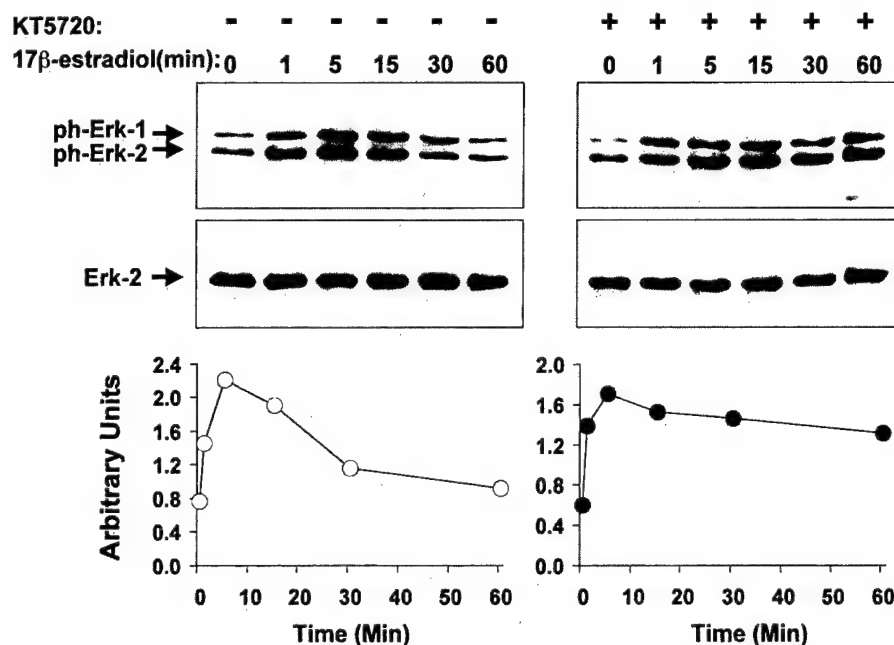 KT5720: - - - - - - + + + + + +
17β-estradiol(min): 0 1 5 15 30 60 0 1 5 15 30 60
ph-Erk-1
ph-Erk-2
Erk-2
2.4
2.0
1.6
1.2
0.8
0.4
0.0
Arbitrary Units
0 10 20 30 40 50 60
Time (Min)
2.0
1.6
1.2
0.8
0.4
0.0
0 10 20 30 40 50 60
Time (Min)